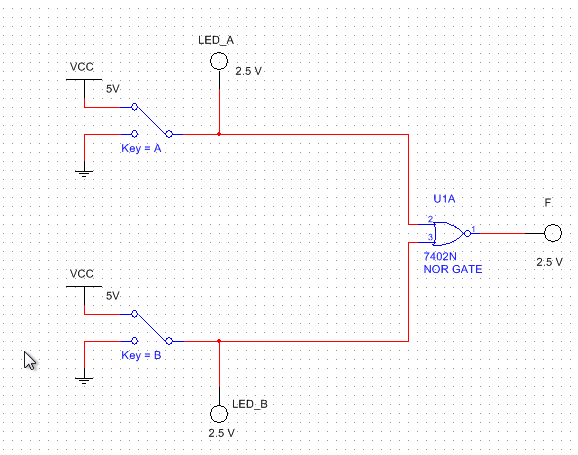 LED_A
VCC
2.5 V
5V
Key = A
U1A
F
2
1
3
7402N
NOR GATE
2.5 V
VCC
5V
Key = B
LED_B
2.5 V